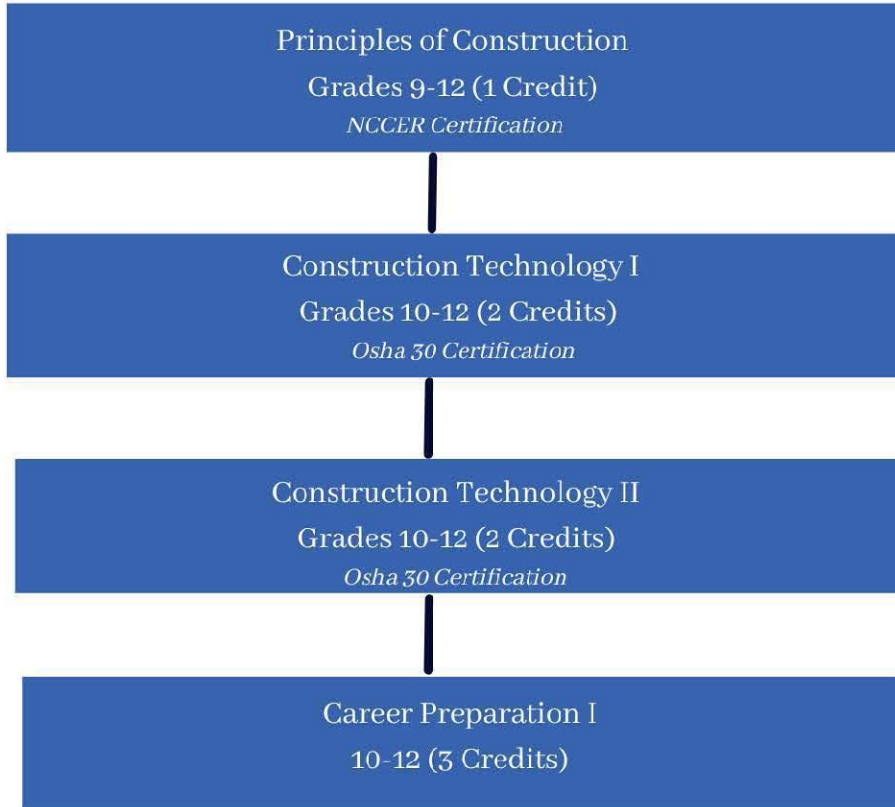 Principles of Construction
Grades 9-12 (1 Credit)
NCCER Certification
Construction Technology I
Grades 10-12 (2 Credits)
Osha 30 Certification
Construction Technology II
Grades 10-12 (2 Credits)
Osha 30 Certification
Career Preparation I
10-12 (3 Credits)